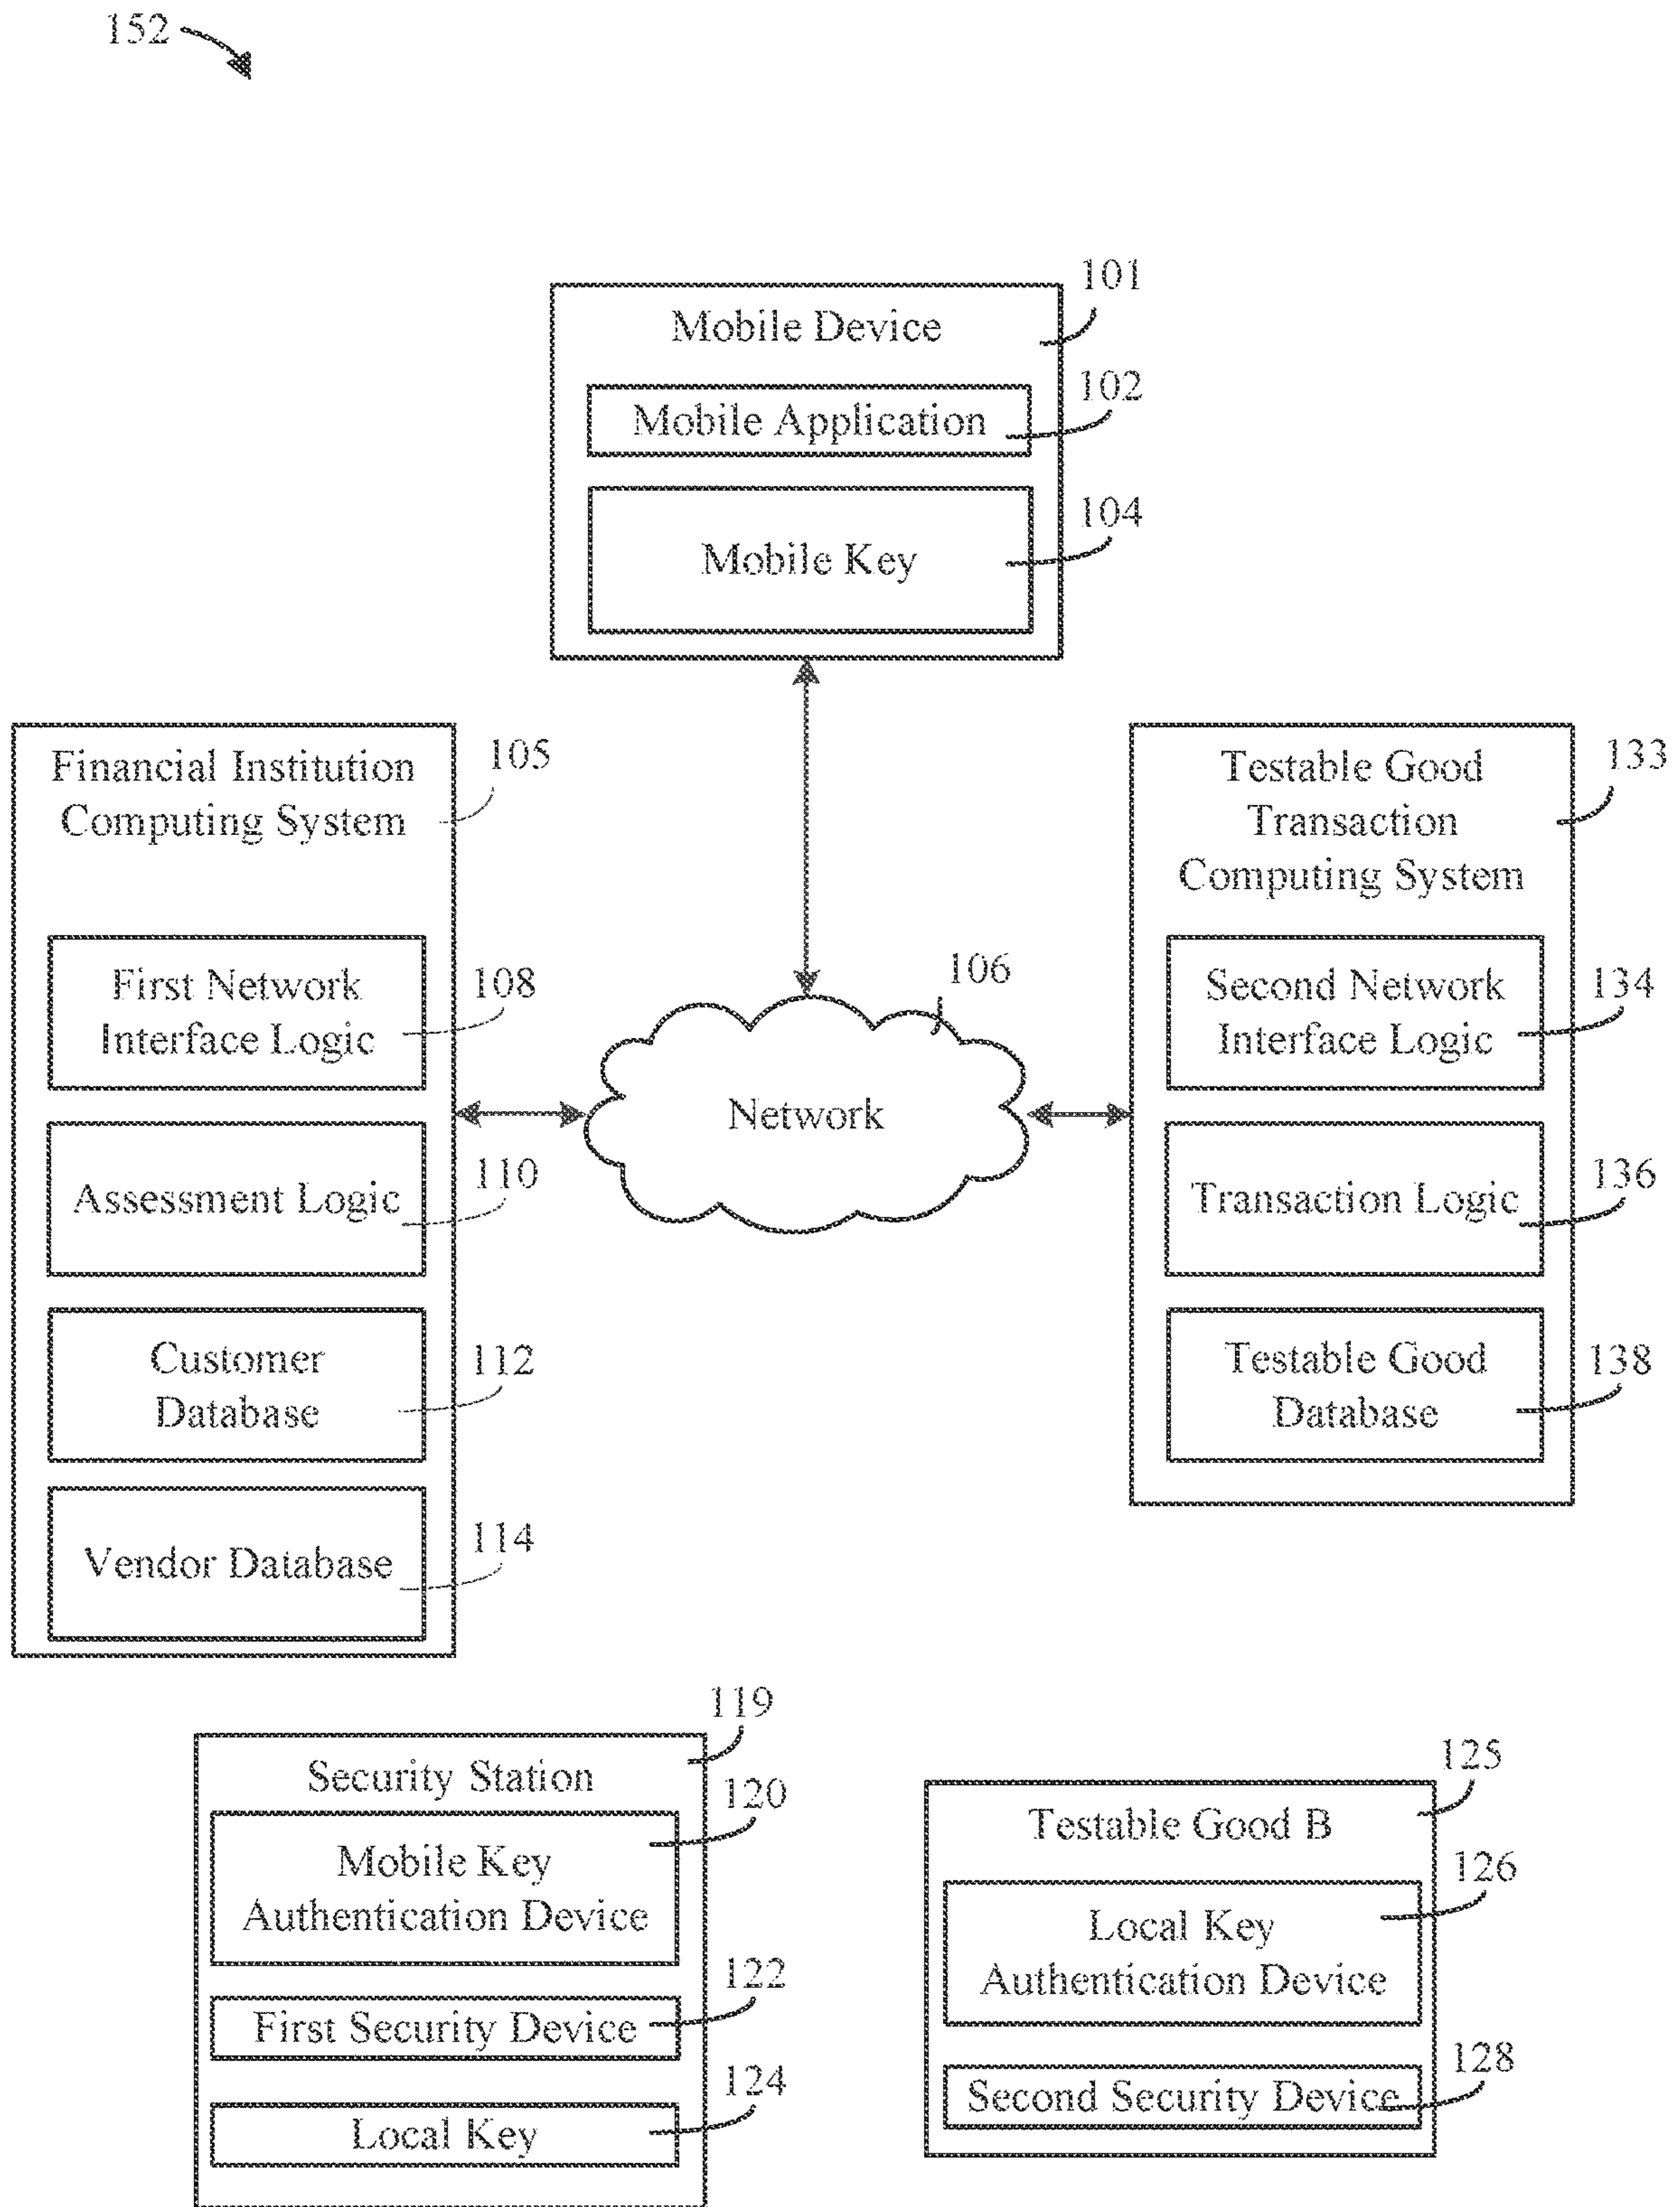 152
101
Mobile Device
102
Mobile Application
104
Mobile Key
Financial Institution
Computing System
105
First Network
Interface Logic
108
Assessment Logic
110
Customer
Database
112
Vendor Database
114
106
Network
Testable Good
Transaction
Computing System
133
Second Network
Interface Logic
134
Transaction Logic
136
Testable Good
Database
138
119
Security Station
120
Mobile Key
Authentication Device
122
First Security Device
124
Local Key
125
Testable Good B
126
Local Key
Authentication Device
128
Second Security Device